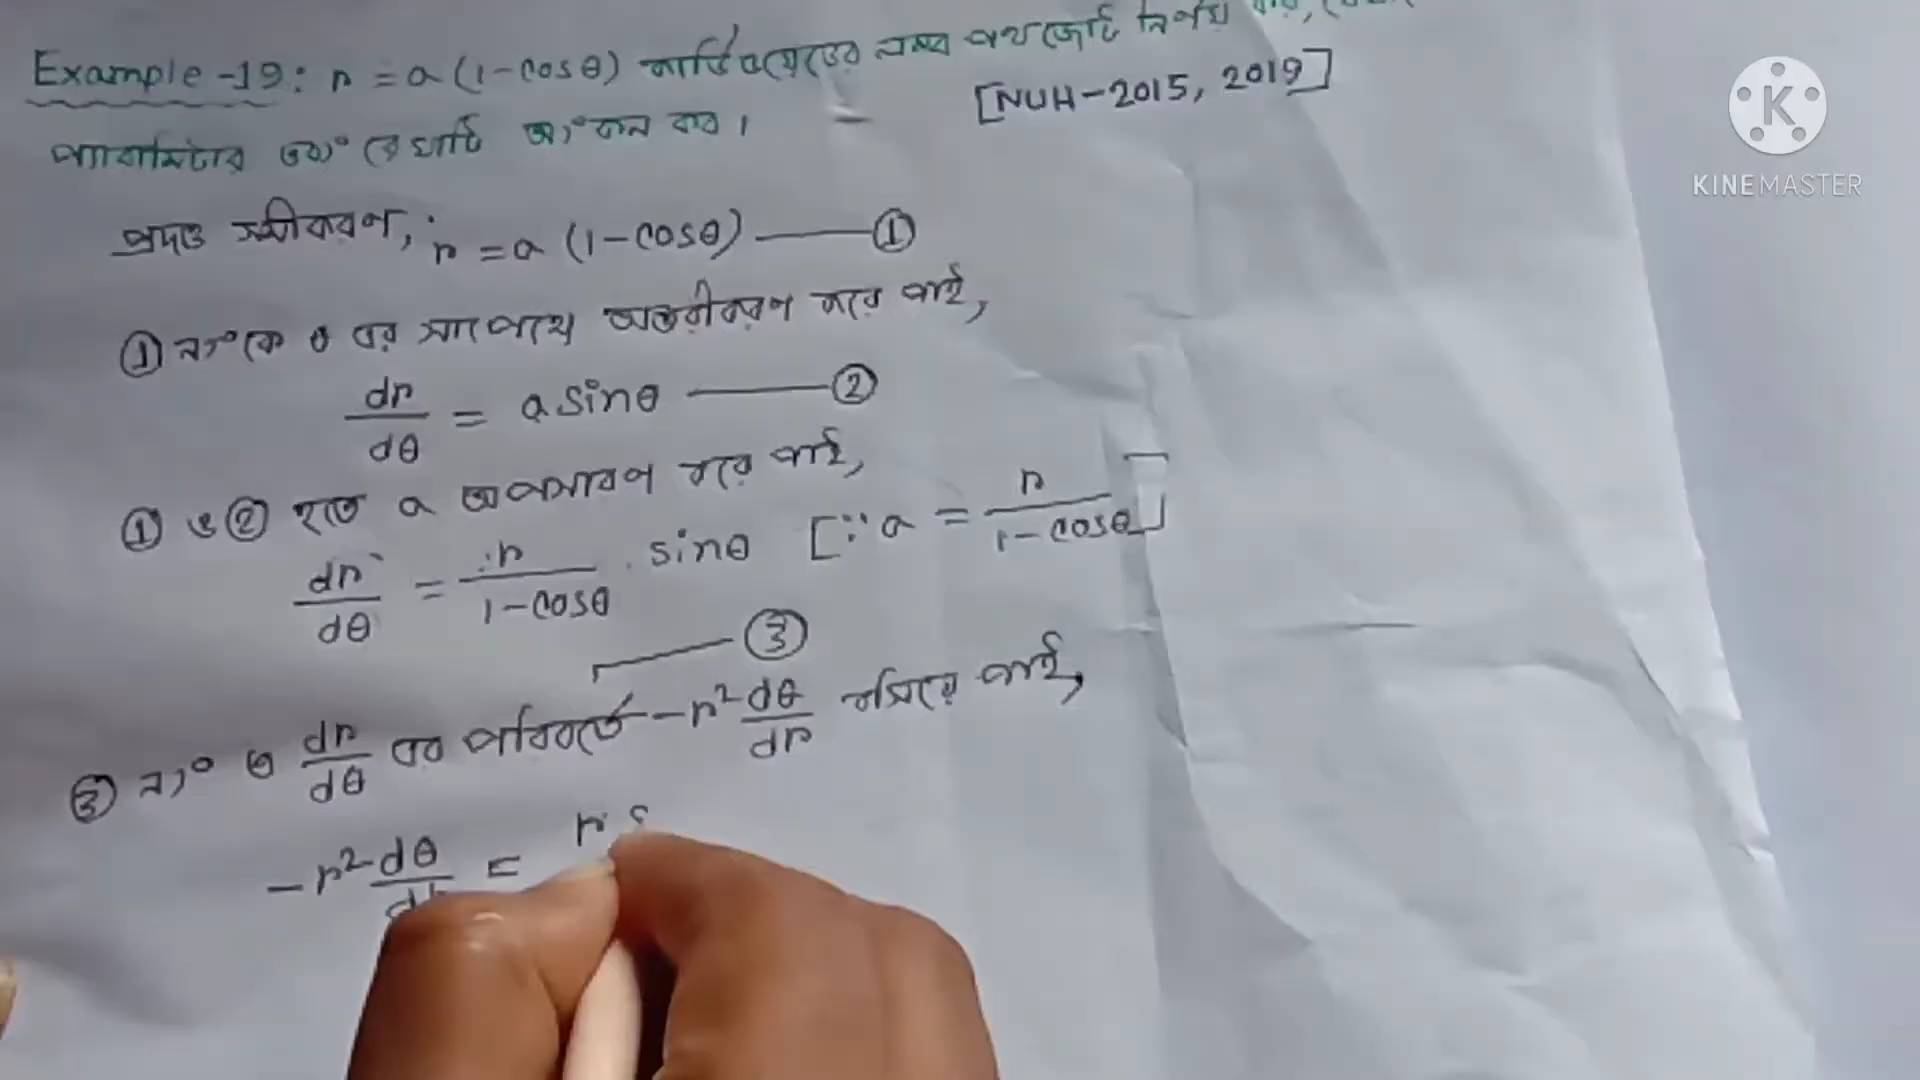 Example-19: r = a(1-cosθ) কার্ডিওয়েডের লম্ব পথজোট নির্ণয় কর,
[NUH-2015, 2019]
প্যারামিটার এবং রেখাটি অংকন কর।
প্রদত্ত সমীকরণ, r = a(1-cosθ) ——— ①
① নং কে θ এর সাপেক্ষে অন্তরীকরণ করে পাই,
dr/dθ = a sinθ ——— ②
① ও ② হতে a অপসারণ করে পাই,
dr/dθ = r/(1-cosθ) . sinθ [∵ a = r/(1-cosθ)]
——— ③
③ নং এ dr/dθ এর পরিবর্তে -r² dθ/dr বসিয়ে পাই,
-r² dθ/dr = r s
K
KINEMASTER